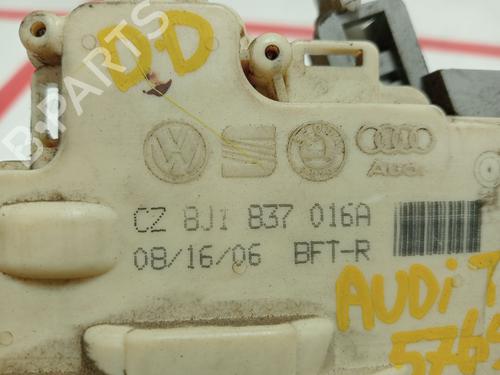 DD
B-PARTS
AUDI
CZ 8J1 837 016A
08/16/06 BFT-R
AUDI T
576